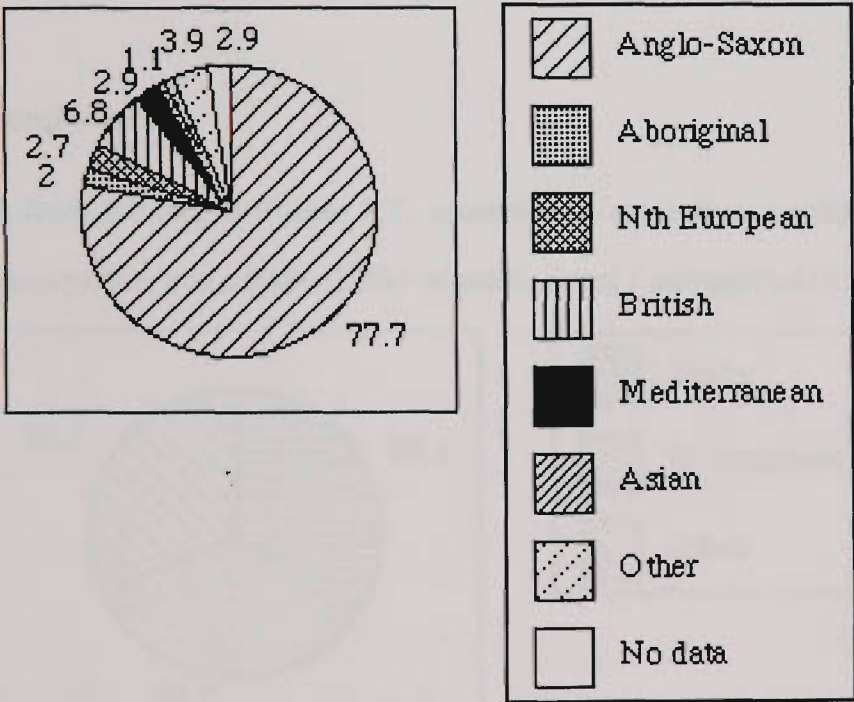 3.9 2.9
1.1
2.9
6.8
2.7
2
77.7
Anglo-Saxon
Aboriginal
Nth European
British
Mediterranean
Asian
Other
No data